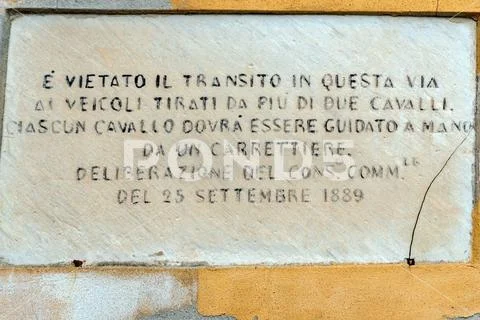 È VIETATO IL TRANSITO IN QUESTA VIA
AI VEICOLI TIRATI DA PIÙ DI DUE CAVALLI.
CIASCUN CAVALLO DOVRÀ ESSERE GUIDATO A MANO
DA UN CARRETTIERE.
DELIBERAZIONE DEL CONS. COMM.LE
DEL 25 SETTEMBRE 1889
POND5